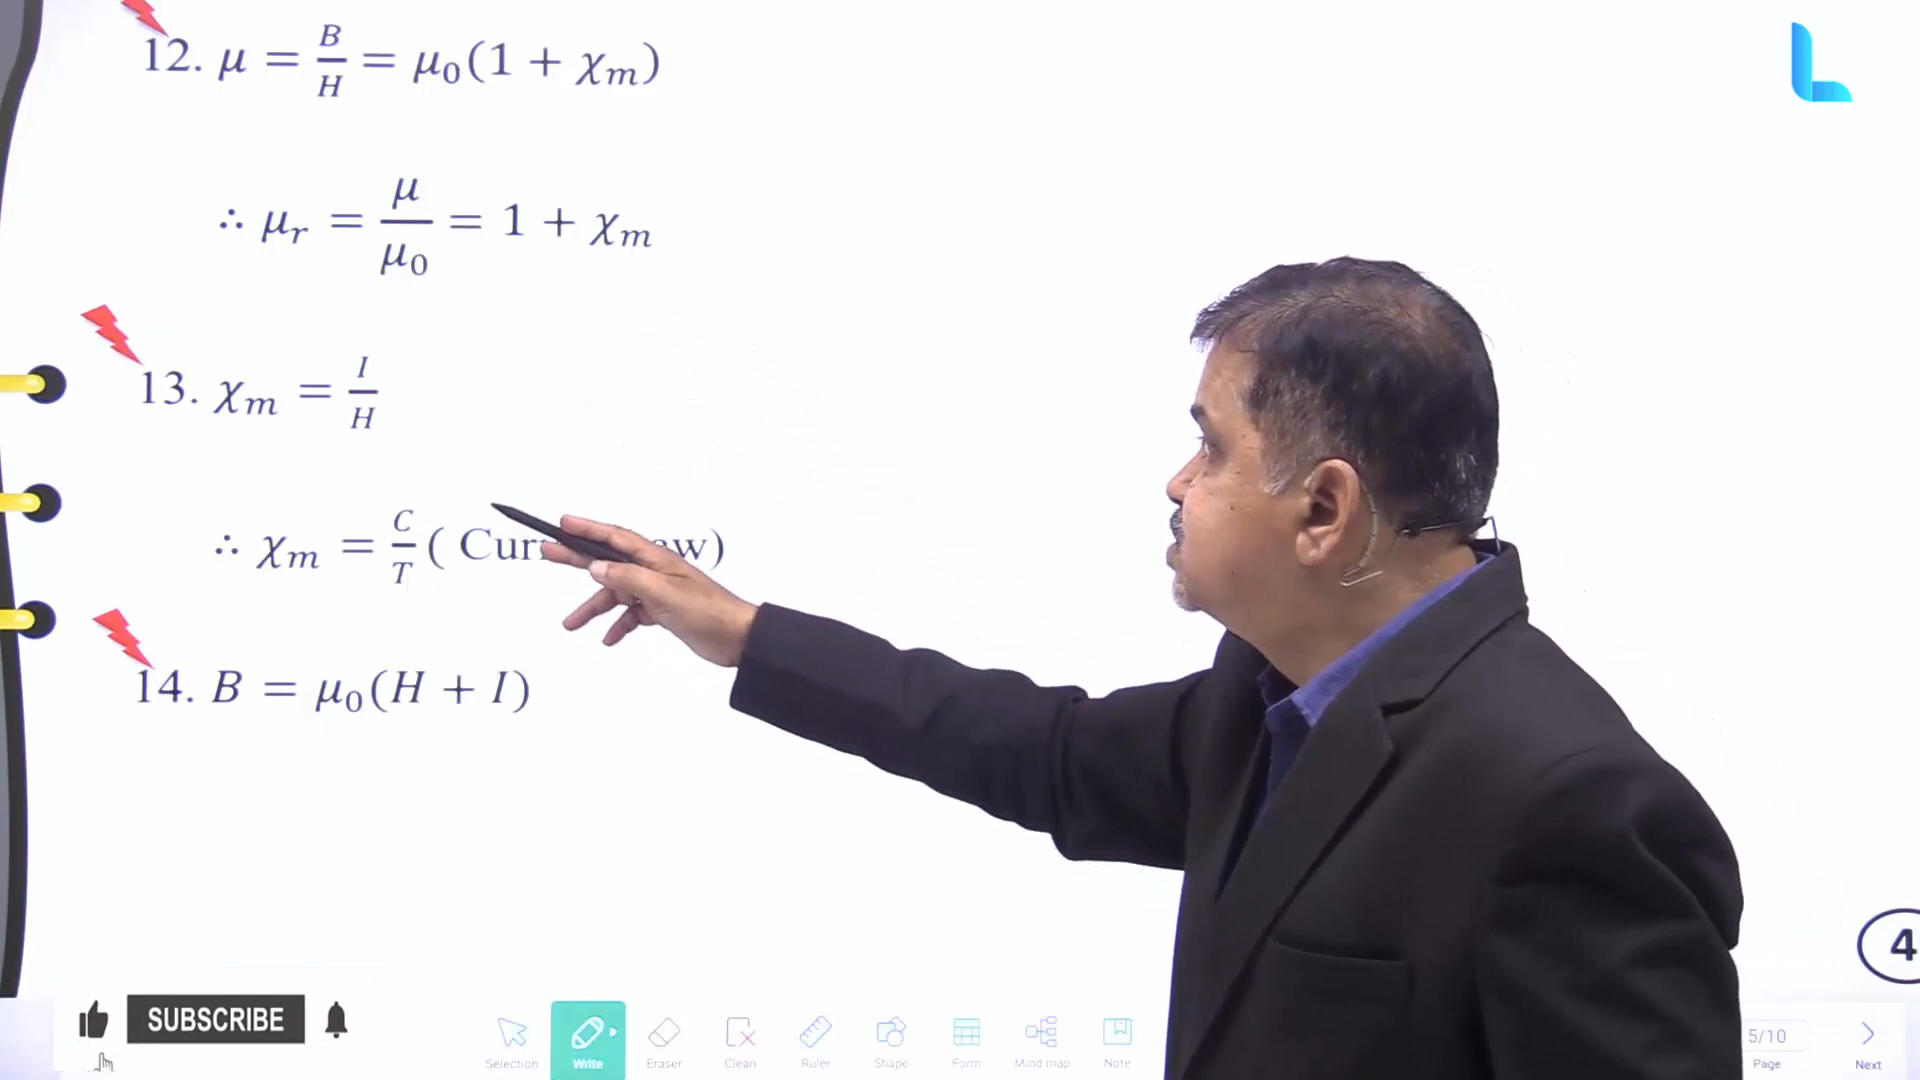 12. μ = B/H = μ₀(1 + χₘ)
∴ μᵣ = μ/μ₀ = 1 + χₘ
13. χₘ = I/H
∴ χₘ = C/T (
14. B = μ₀(H + I)
4
SUBSCRIBE
Selection Write Eraser Clean Ruler Shape Form Mind map Note 5/10 Page Next